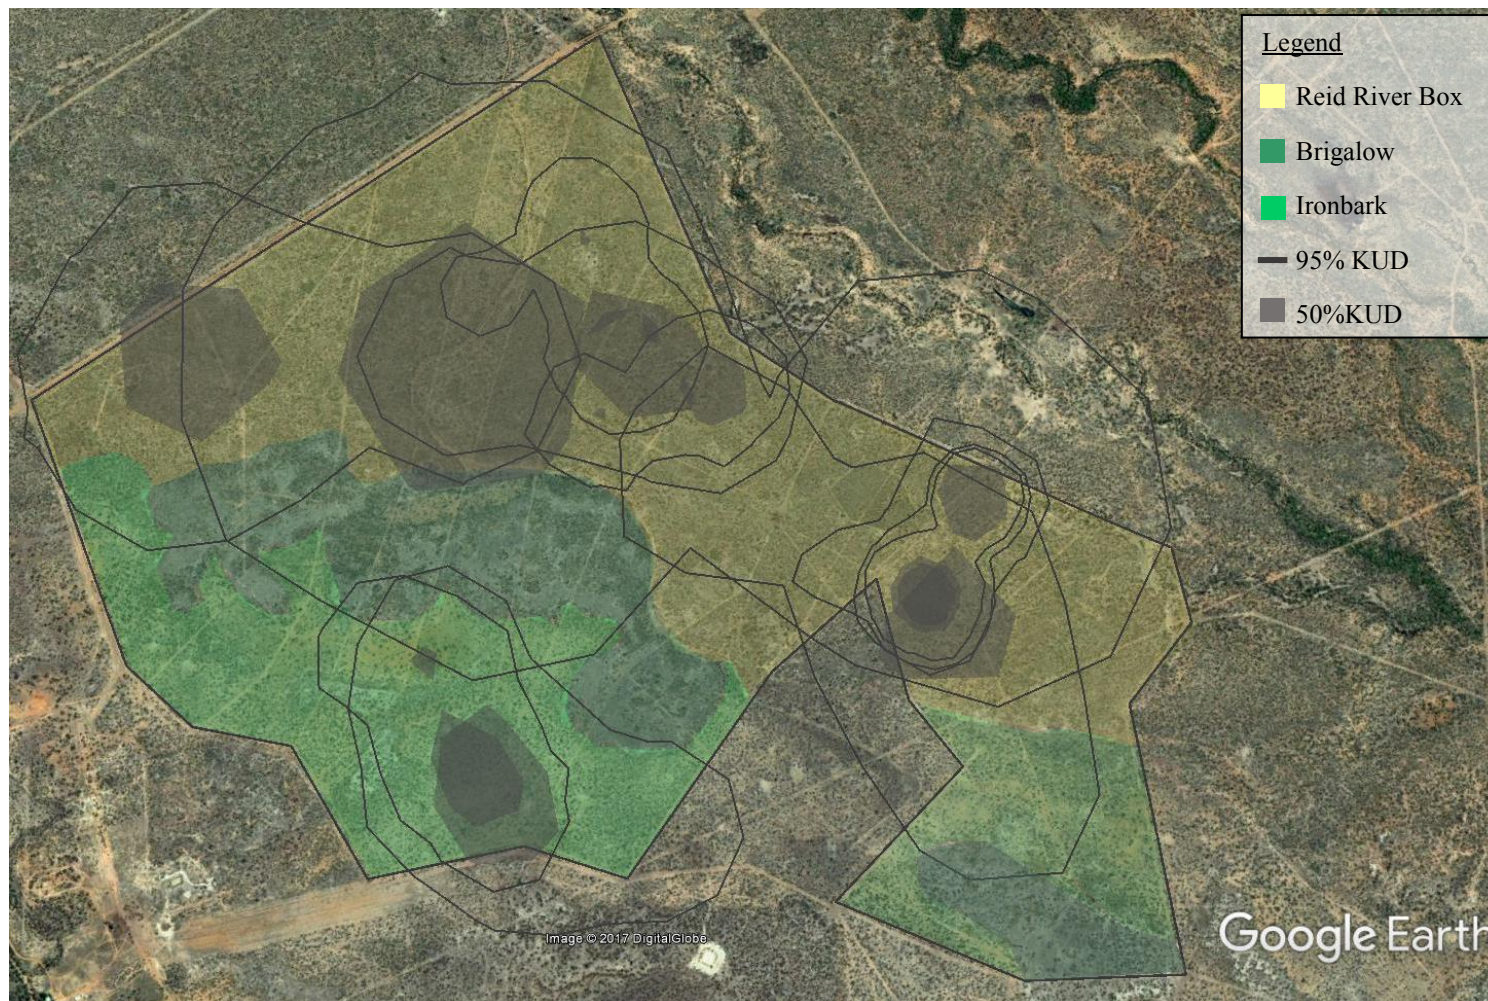 Legend
Reid River Box
Brigalow
Ironbark
95% KUD
50%KUD
Image © 2017 DigitalGlobe
Google Earth